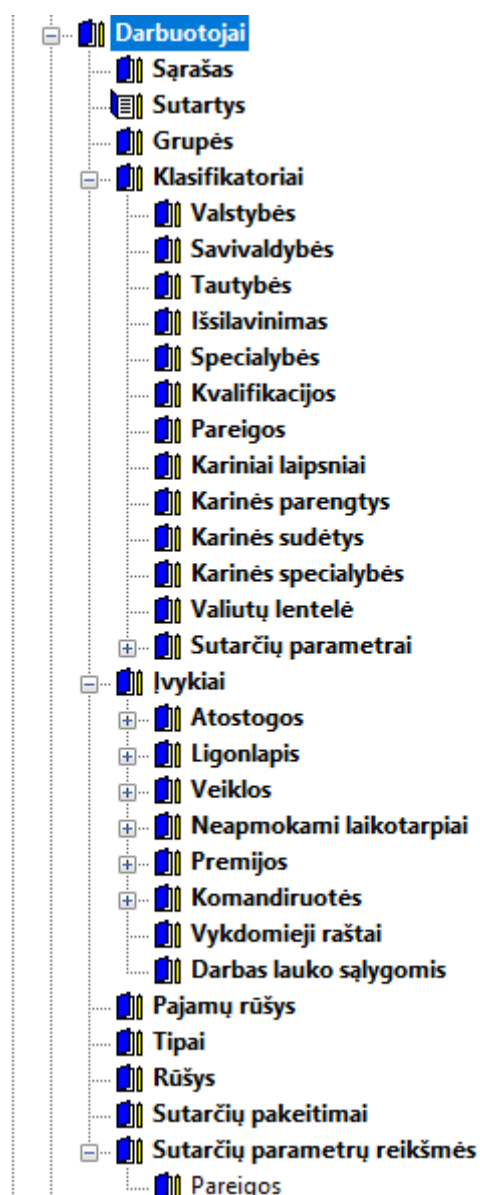 Darbuotojai
Sąrašas
Sutartys
Grupės
Klasifikatoriai
Valstybės
Savivaldybės
Tautybės
Išsilavinimas
Specialybės
Kvalifikacijos
Pareigos
Kariniai laipsniai
Karinės parengtys
Karinės sudėtys
Karinės specialybės
Valiutų lentelė
Sutarčių parametrai
Įvykiai
Atostogos
Ligonlapis
Veiklos
Neapmokami laikotarpiai
Premijos
Komandiruotės
Vykdomieji raštai
Darbas lauko sąlygomis
Pajamų rūšys
Tipai
Rūšys
Sutarčių pakeitimai
Sutarčių parametrų reikšmės
Pareigos